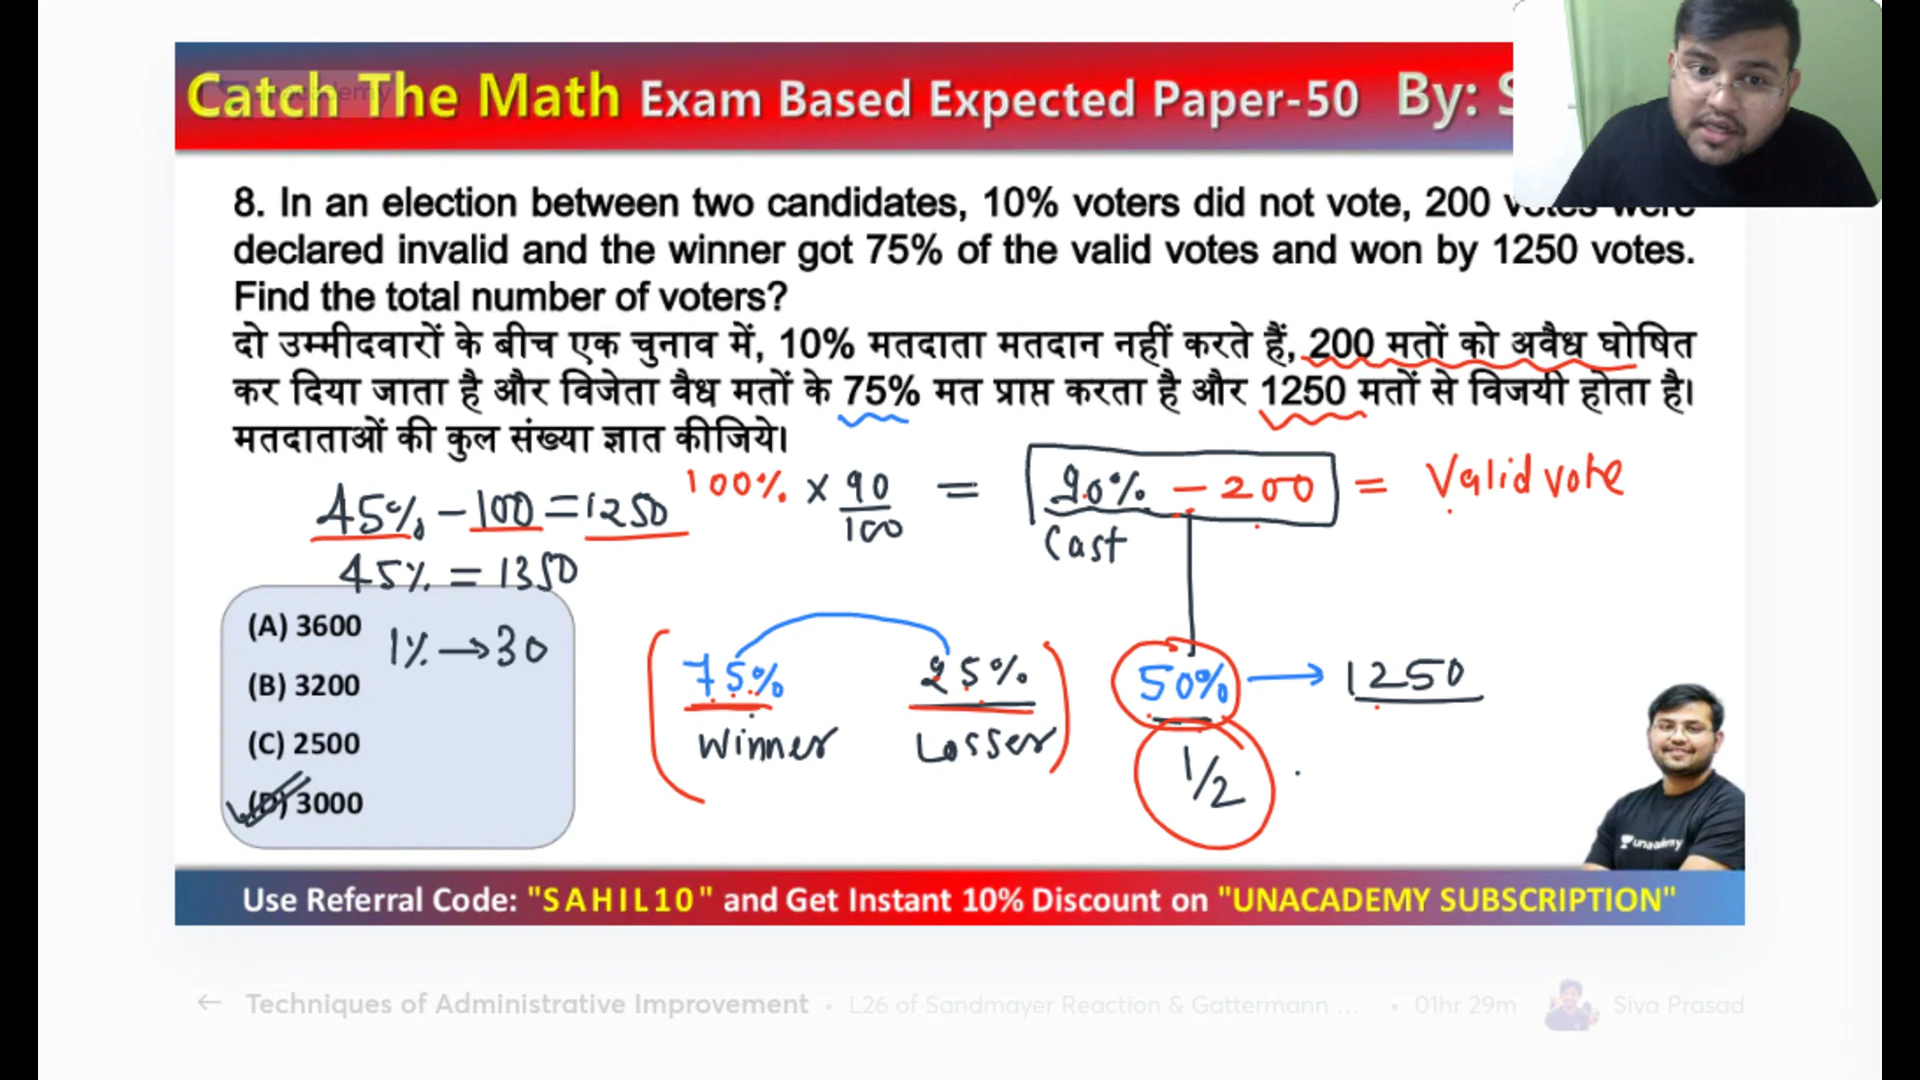 Catch The Math Exam Based Expected Paper-50 By: S
8. In an election between two candidates, 10% voters did not vote, 200 votes were
declared invalid and the winner got 75% of the valid votes and won by 1250 votes.
Find the total number of voters?
दो उम्मीदवारों के बीच एक चुनाव में, 10% मतदाता मतदान नहीं करते हैं, 200 मतों को अवैध घोषित
कर दिया जाता है और विजेता वैध मतों के 75% मत प्राप्त करता है और 1250 मतों से विजयी होता है।
मतदाताओं की कुल संख्या ज्ञात कीजिये।
45% - 100 = 1250
100% × 90/100 = 90% - 200 = Valid vote
Cast
45% = 1350
(A) 3600
1% → 30
(B) 3200
(C) 2500
(D) 3000
75% 25% 50% → 1250
Winner Losser 1/2
unacademy
Use Referral Code: "SAHIL10" and Get Instant 10% Discount on "UNACADEMY SUBSCRIPTION"
← Techniques of Administrative Improvement • L26 of Sandmayer Reaction & Gattermann ... • 01hr 29m Siva Prasad